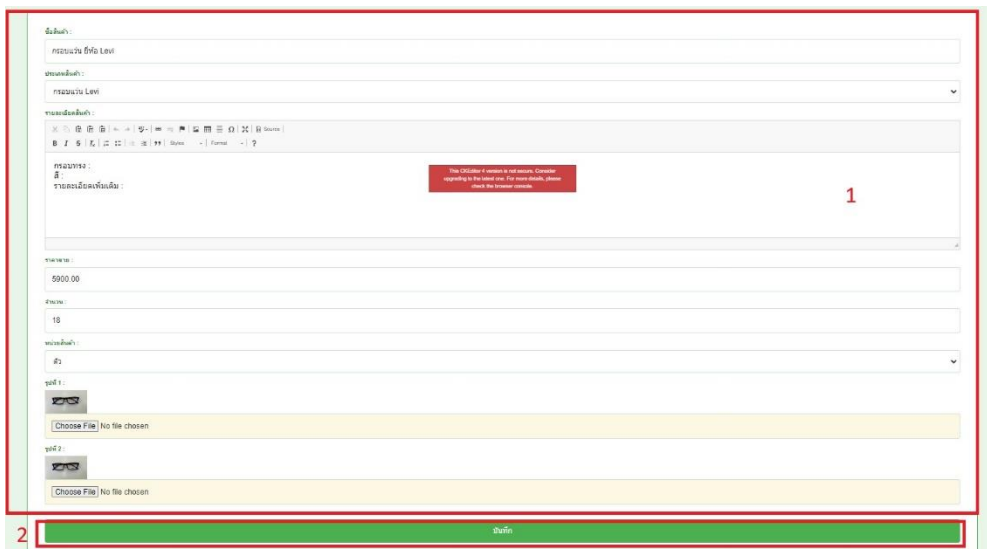 ชื่อสินค้า :
กรอบแว่น ยี่ห้อ Levi
ประเภทสินค้า :
กรอบแว่น Levi
รายละเอียดสินค้า :
Source
B I S Styles Format ?
กรอบทรง :
สี :
รายละเอียดเพิ่มเติม :
This CKEditor 4 version is not secure. Consider
upgrading to the latest one. For more details, please
check the browser console.
1
ราคาขาย :
5900.00
จำนวน :
18
หน่วยสินค้า :
ตัว
รูปที่ 1 :
Choose File No file chosen
รูปที่ 2 :
Choose File No file chosen
2
บันทึก